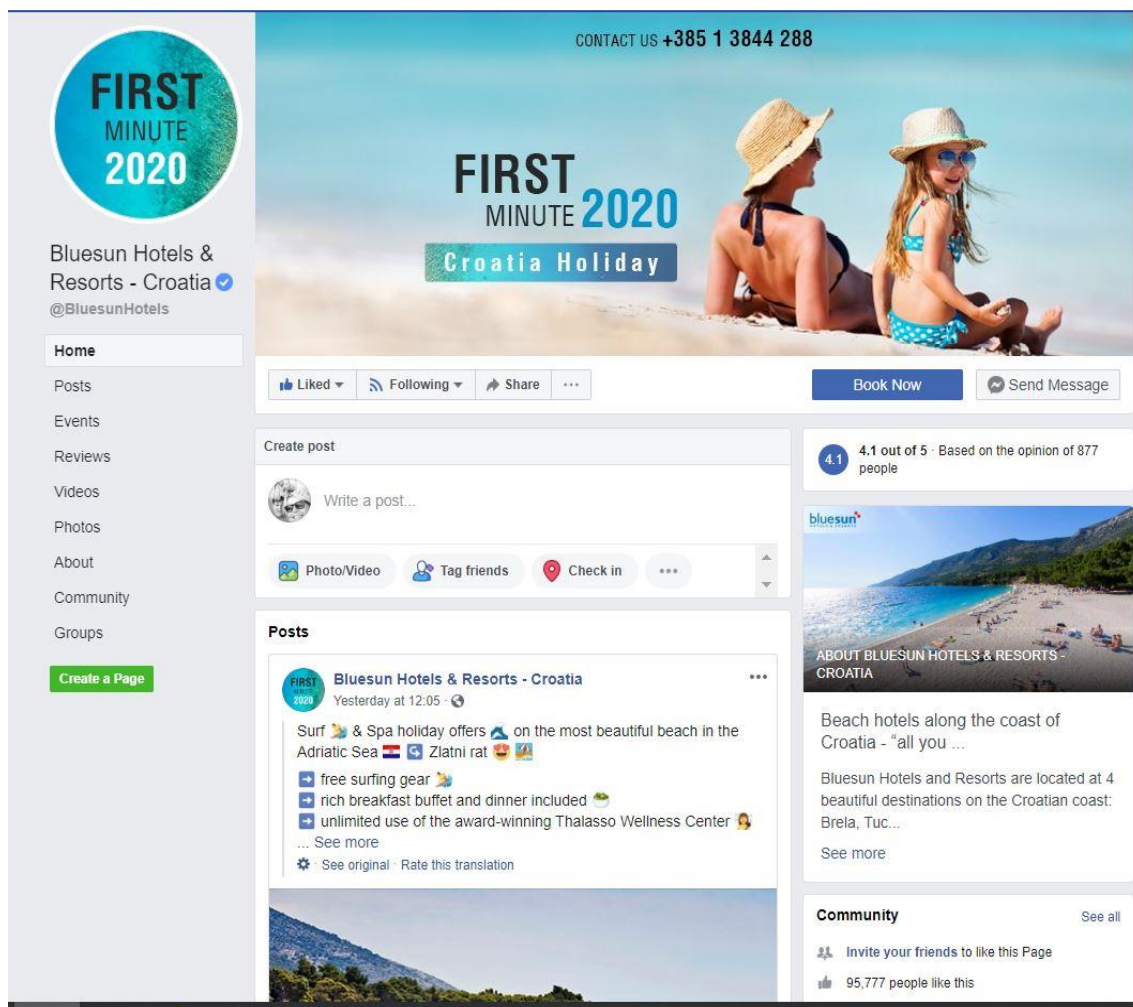 FIRST
MINUTE
2020
Bluesun Hotels &
Resorts - Croatia
@BluesunHotels
Home
Posts
Events
Reviews
Videos
Photos
About
Community
Groups
Create a Page
CONTACT US +385 1 3844 288
FIRST
MINUTE 2020
Croatia Holiday
Liked
Following
Share
Book Now
Send Message
Create post
Write a post...
Photo/Video
Tag friends
Check in
Posts
FIRST
MINUTE
2020
Bluesun Hotels & Resorts - Croatia
Yesterday at 12:05 ·
Surf 🏄 & Spa holiday offers 🌊 on the most beautiful beach in the
Adriatic Sea 🇭🇷 ↪ Zlatni rat 😍 🏖
➡ free surfing gear 🏄
➡ rich breakfast buffet and dinner included 🥗
➡ unlimited use of the award-winning Thalasso Wellness Center 💆
... See more
· See original · Rate this translation
4.1
4.1 out of 5 · Based on the opinion of 877
people
bluesun
ABOUT BLUESUN HOTELS & RESORTS -
CROATIA
Beach hotels along the coast of
Croatia - “all you ...
Bluesun Hotels and Resorts are located at 4
beautiful destinations on the Croatian coast:
Brela, Tuc...
See more
Community
See all
Invite your friends to like this Page
95,777 people like this